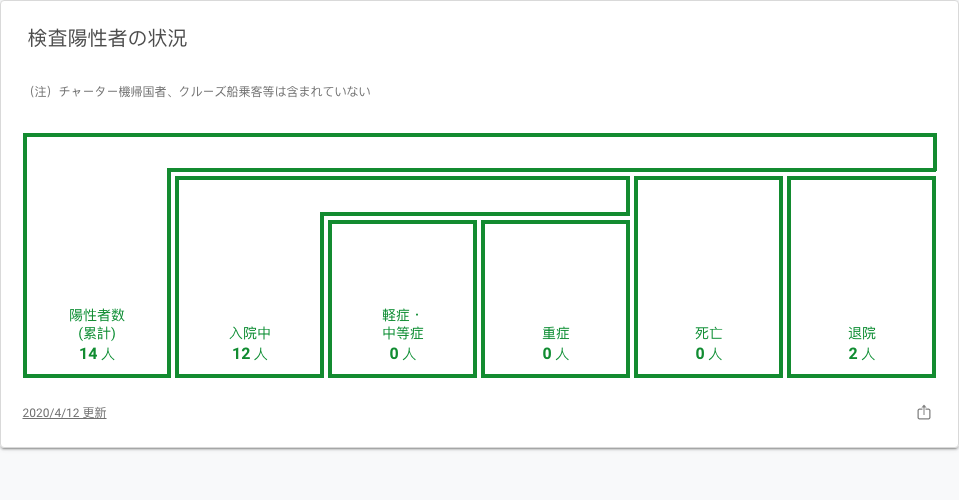 検査陽性者の状況
（注）チャーター機帰国者、クルーズ船乗客等は含まれていない
陽性者数
(累計)
14 人
入院中
12 人
軽症・
中等症
0 人
重症
0 人
死亡
0 人
退院
2 人
2020/4/12 更新